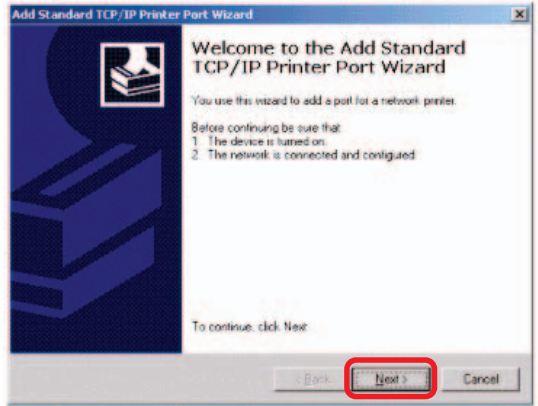 Add Standard TCP/IP Printer Port Wizard
Welcome to the Add Standard
TCP/IP Printer Port Wizard
You use this wizard to add a port for a network printer.
Before continuing be sure that:
1. The device is turned on.
2. The network is connected and configured.
To continue, click Next.
< Back Next > Cancel